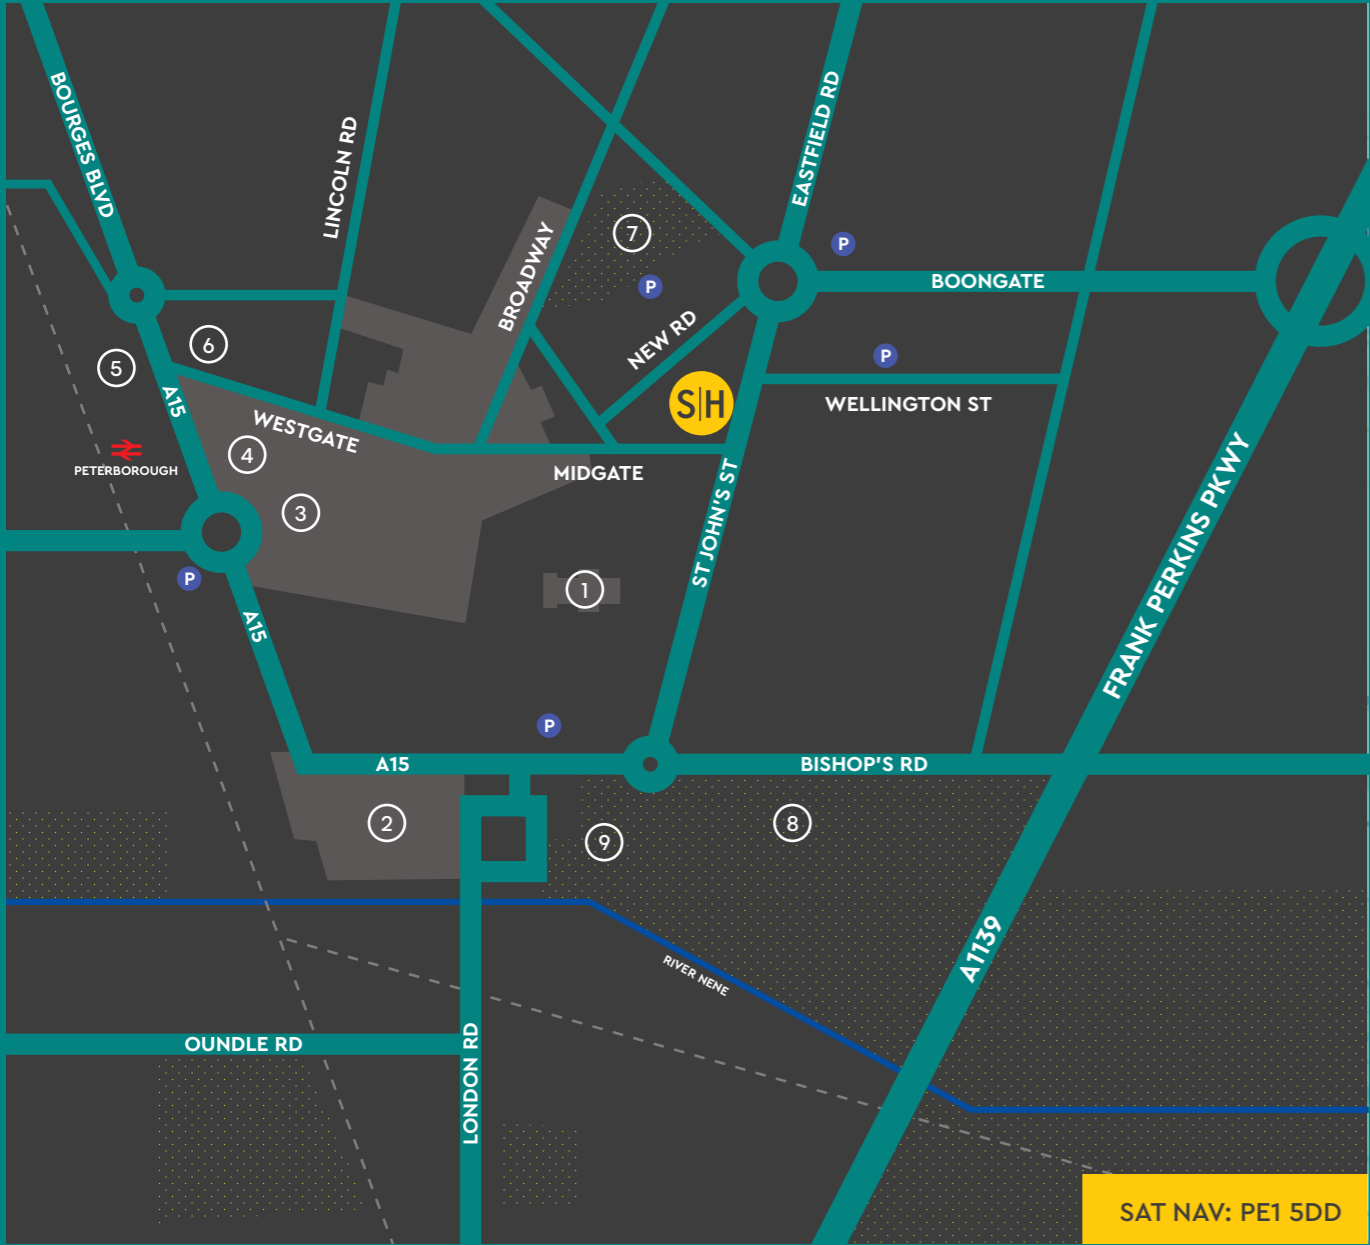 BOURGES BLVD
LINCOLN RD
EASTFIELD RD
7
P
BROADWAY
P
BOONGATE
NEW RD
6
5
P
A15
S|H
WELLINGTON ST
WESTGATE
4
PETERBOROUGH
MIDGATE
3
ST JOHN'S ST
FRANK PERKINS PKWY
P
1
A15
P
A15
BISHOP'S RD
2
9
8
A1139
RIVER NENE
OUNDLE RD
LONDON RD
SAT NAV: PE1 5DD